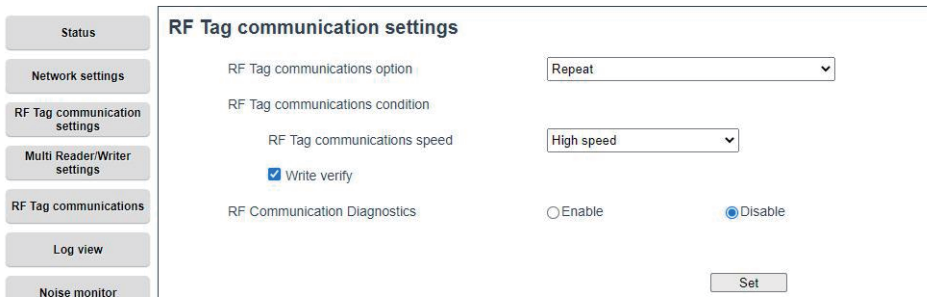 Status
Network settings
RF Tag communication
settings
Multi Reader/Writer
settings
RF Tag communications
Log view
Noise monitor
RF Tag communication settings
RF Tag communications option
Repeat
RF Tag communications condition
RF Tag communications speed
High speed
Write verify
RF Communication Diagnostics
Enable
Disable
Set